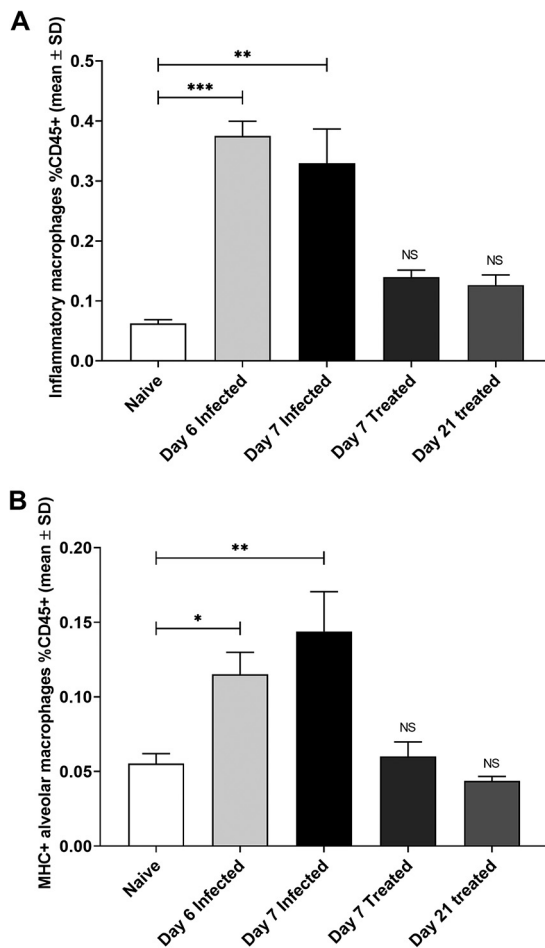 A
Inflammatory macrophages %CD45+ (mean ± SD)
0.5
0.4
0.3
0.2
0.1
0.0
**
***
NS
NS
Naive
Day 6 Infected
Day 7 Infected
Day 7 Treated
Day 21 treated
B
MHC+ alveolar macrophages %CD45+ (mean ± SD)
0.20
0.15
0.10
0.05
0.00
**
*
NS
NS
Naive
Day 6 Infected
Day 7 Infected
Day 7 Treated
Day 21 treated